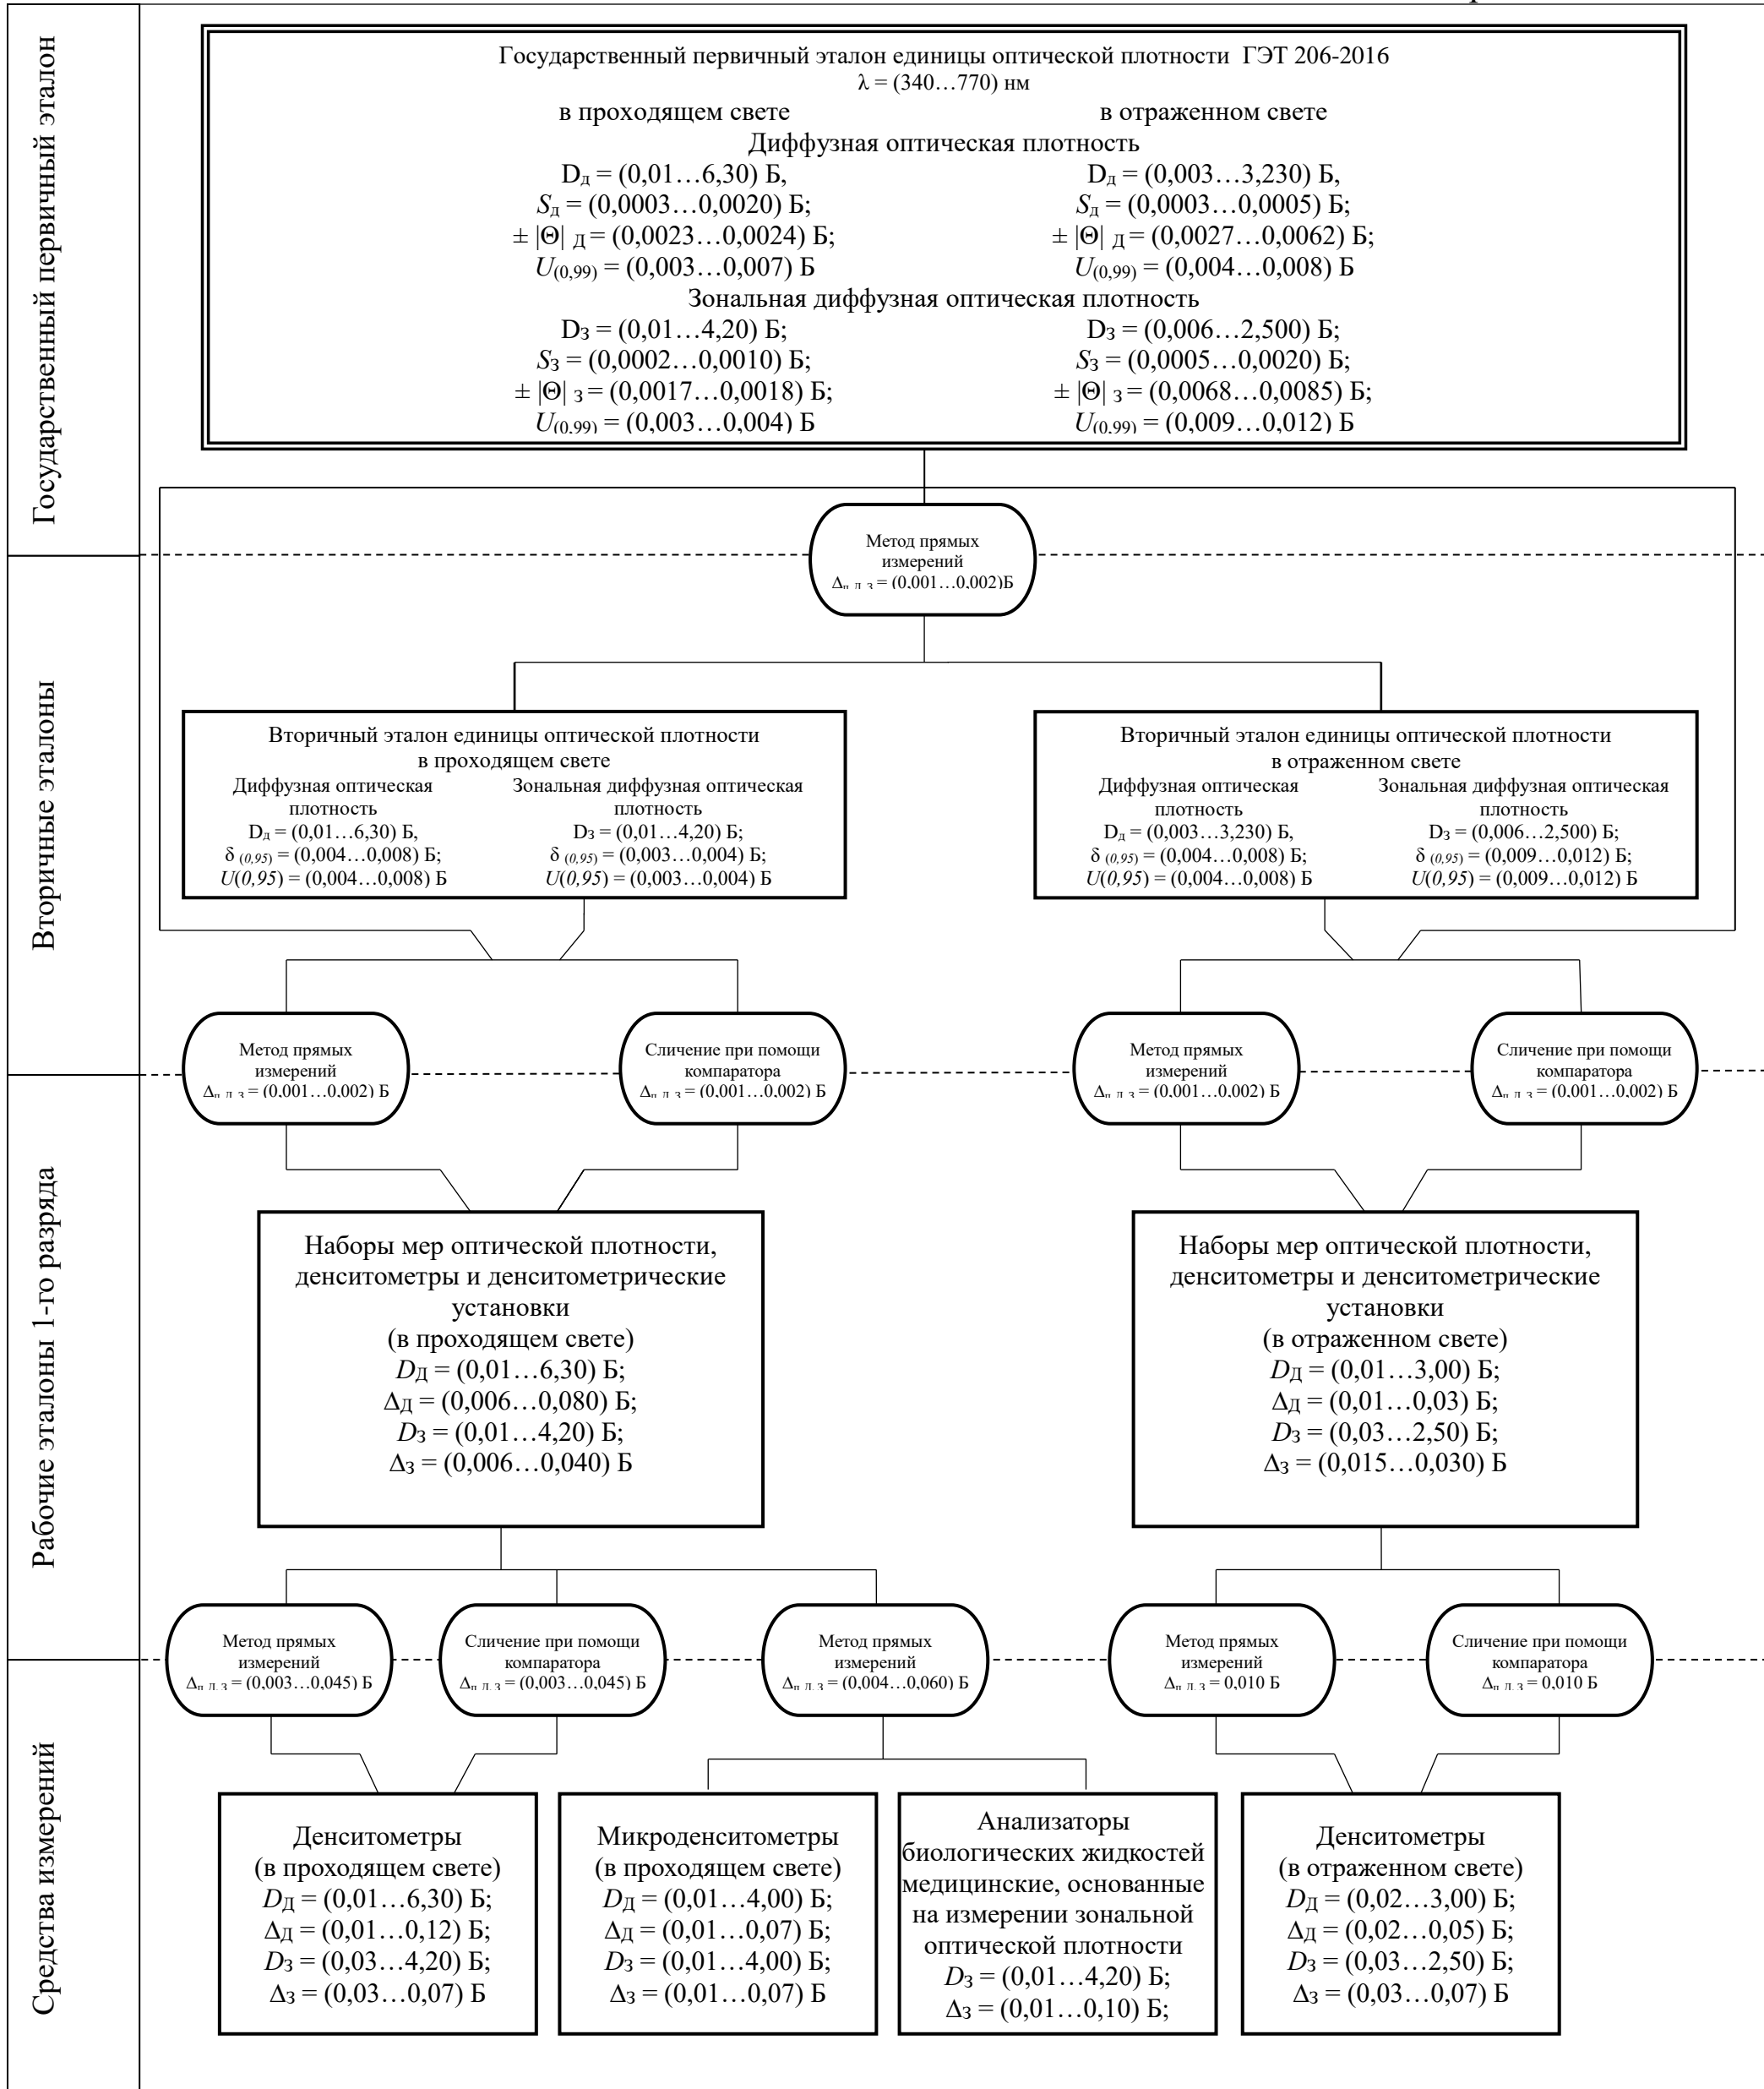 Государственный первичный эталон
Государственный первичный эталон единицы оптической плотности ГЭТ 206-2016
λ = (340…770) нм
в проходящем свете в отраженном свете
Диффузная оптическая плотность
Dд = (0,01…6,30) Б, Dд = (0,003…3,230) Б,
Sд = (0,0003…0,0020) Б; Sд = (0,0003…0,0005) Б;
± |Θ| Д = (0,0023…0,0024) Б; ± |Θ| Д = (0,0027…0,0062) Б;
U(0,99) = (0,003…0,007) Б U(0,99) = (0,004…0,008) Б
Зональная диффузная оптическая плотность
DЗ = (0,01…4,20) Б; DЗ = (0,006…2,500) Б;
SЗ = (0,0002…0,0010) Б; SЗ = (0,0005…0,0020) Б;
± |Θ| З = (0,0017…0,0018) Б; ± |Θ| З = (0,0068…0,0085) Б;
U(0,99) = (0,003…0,004) Б U(0,99) = (0,009…0,012) Б
Метод прямых
измерений
Δп д з = (0,001…0,002)Б
Вторичные эталоны
Вторичный эталон единицы оптической плотности
в проходящем свете
Диффузная оптическая Зональная диффузная оптическая
плотность плотность
Dд = (0,01…6,30) Б, DЗ = (0,01…4,20) Б;
δ (0,95) = (0,004…0,008) Б; δ (0,95) = (0,003…0,004) Б;
U(0,95) = (0,004…0,008) Б U(0,95) = (0,003…0,004) Б
Вторичный эталон единицы оптической плотности
в отраженном свете
Диффузная оптическая Зональная диффузная оптическая
плотность плотность
Dд = (0,003…3,230) Б, DЗ = (0,006…2,500) Б;
δ (0,95) = (0,004…0,008) Б; δ (0,95) = (0,009…0,012) Б;
U(0,95) = (0,004…0,008) Б U(0,95) = (0,009…0,012) Б
Метод прямых
измерений
Δп д з = (0,001…0,002) Б
Сличение при помощи
компаратора
Δп д з = (0,001…0,002) Б
Метод прямых
измерений
Δп д з = (0,001…0,002) Б
Сличение при помощи
компаратора
Δп д з = (0,001…0,002) Б
Рабочие эталоны 1-го разряда
Наборы мер оптической плотности,
денситометры и денситометрические
установки
(в проходящем свете)
DД = (0,01…6,30) Б;
ΔД = (0,006…0,080) Б;
DЗ = (0,01…4,20) Б;
ΔЗ = (0,006…0,040) Б
Наборы мер оптической плотности,
денситометры и денситометрические
установки
(в отраженном свете)
DД = (0,01…3,00) Б;
ΔД = (0,01…0,03) Б;
DЗ = (0,03…2,50) Б;
ΔЗ = (0,015…0,030) Б
Метод прямых
измерений
Δп д, з = (0,003…0,045) Б
Сличение при помощи
компаратора
Δп д, з = (0,003…0,045) Б
Метод прямых
измерений
Δп д, з = (0,004…0,060) Б
Метод прямых
измерений
Δп д, з = 0,010 Б
Сличение при помощи
компаратора
Δп д, з = 0,010 Б
Средства измерений
Денситометры
(в проходящем свете)
DД = (0,01…6,30) Б;
ΔД = (0,01…0,12) Б;
DЗ = (0,03…4,20) Б;
ΔЗ = (0,03…0,07) Б
Микроденситометры
(в проходящем свете)
DД = (0,01…4,00) Б;
ΔД = (0,01…0,07) Б;
DЗ = (0,01…4,00) Б;
ΔЗ = (0,01…0,07) Б
Анализаторы
биологических жидкостей
медицинские, основанные
на измерении зональной
оптической плотности
DЗ = (0,01…4,20) Б;
ΔЗ = (0,01…0,10) Б;
Денситометры
(в отраженном свете)
DД = (0,02…3,00) Б;
ΔД = (0,02…0,05) Б;
DЗ = (0,03…2,50) Б;
ΔЗ = (0,03…0,07) Б